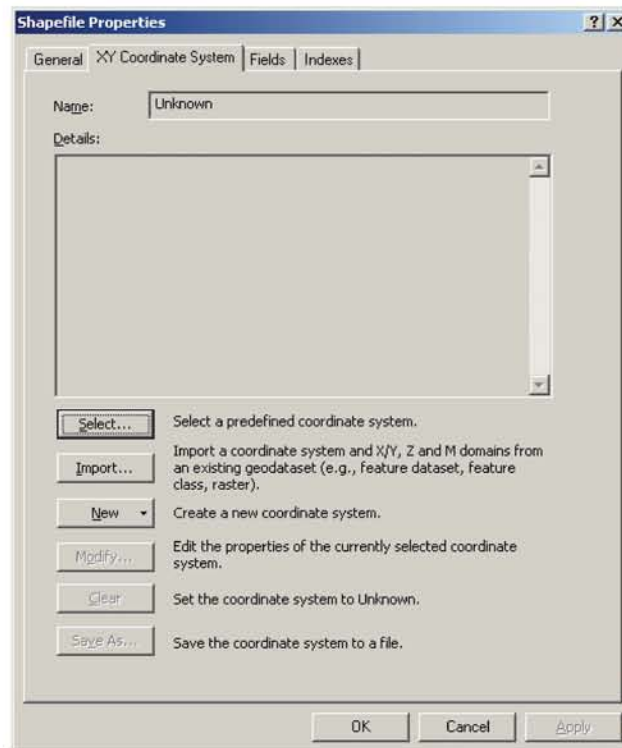 Shapefile Properties
General XY Coordinate System Fields Indexes
Name: Unknown
Details:
Select... Select a predefined coordinate system.
Import... Import a coordinate system and X/Y, Z and M domains from
an existing geodataset (e.g., feature dataset, feature
class, raster).
New Create a new coordinate system.
Modify... Edit the properties of the currently selected coordinate
system.
Clear Set the coordinate system to Unknown.
Save As... Save the coordinate system to a file.
OK Cancel Apply